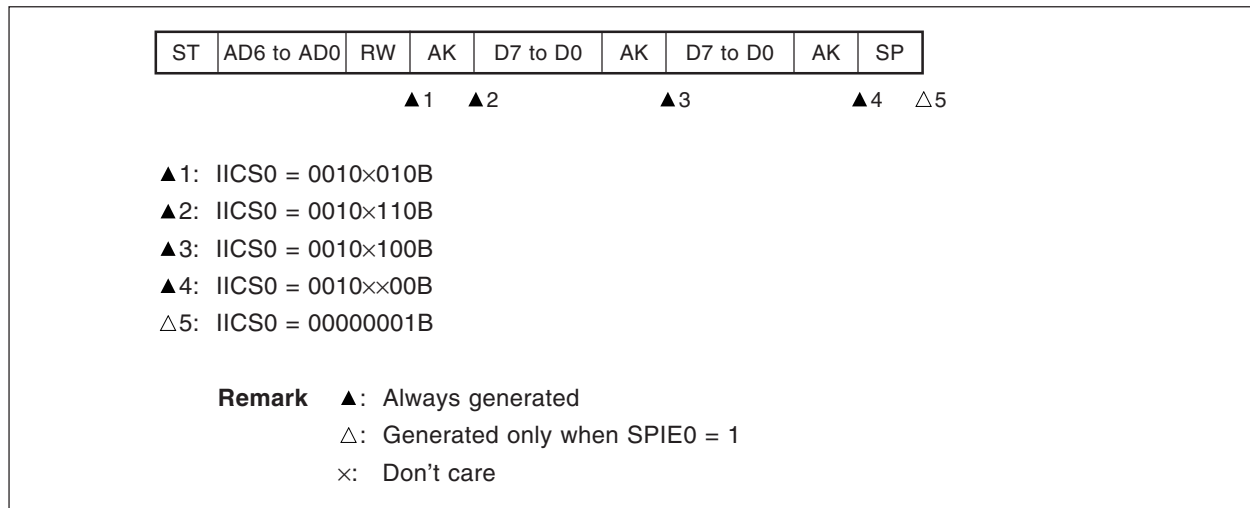 ST AD6 to AD0 RW AK D7 to D0 AK D7 to D0 AK SP
▲1 ▲2 ▲3 ▲4 △5
▲1: IICS0 = 0010×010B
▲2: IICS0 = 0010×110B
▲3: IICS0 = 0010×100B
▲4: IICS0 = 0010××00B
△5: IICS0 = 00000001B
Remark ▲: Always generated
△: Generated only when SPIE0 = 1
×: Don't care